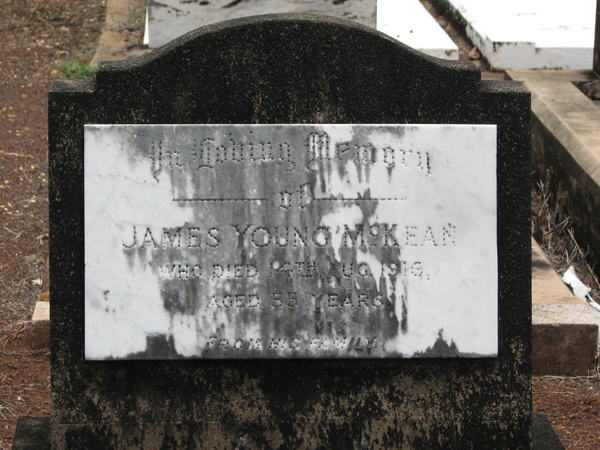 In Loving Memory
of
JAMES YOUNG McKEAN
WHO DIED 14TH AUG. 1919,
AGED 55 YEARS
FROM HIS FAMILY.